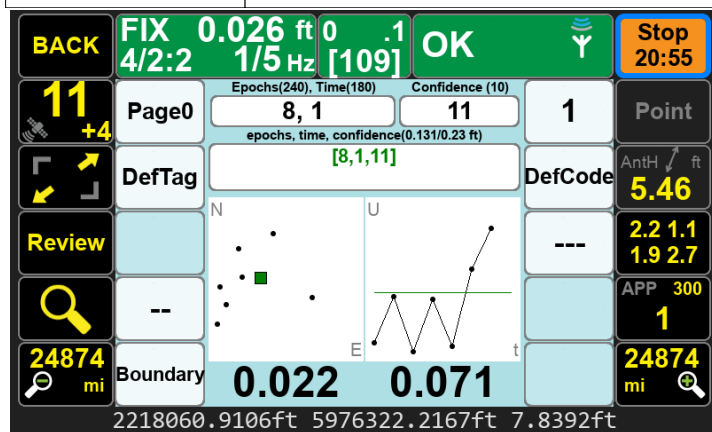 BACK
FIX 0.026 ft
4/2:2 1/5 Hz
0 .1
[109]
OK
Stop
20:55
11
+4
Page0
Epochs(240), Time(180)
8, 1
Confidence (10)
11
1
Point
epochs, time, confidence(0.131/0.23 ft)
[8,1,11]
DefTag
DefCode
AntH ft
5.46
Review
N
E
U
t
---
2.2 1.1
1.9 2.7
--
APP 300
1
24874
mi
Boundary
0.022
0.071
24874
mi
2218060.9106ft 5976322.2167ft 7.8392ft